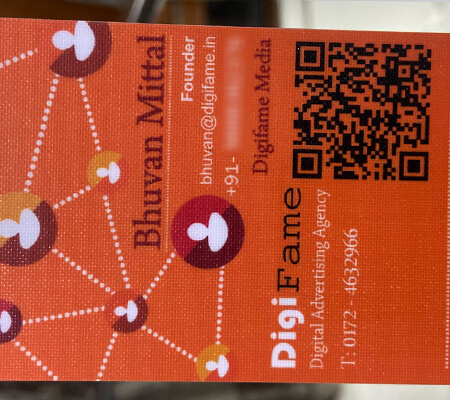 Bhuvan Mittal
Founder
bhuvan@digifame.in
+91-
Digifame Media
DigiFame
Digital Advertising Agency
T: 0172 - 4632966